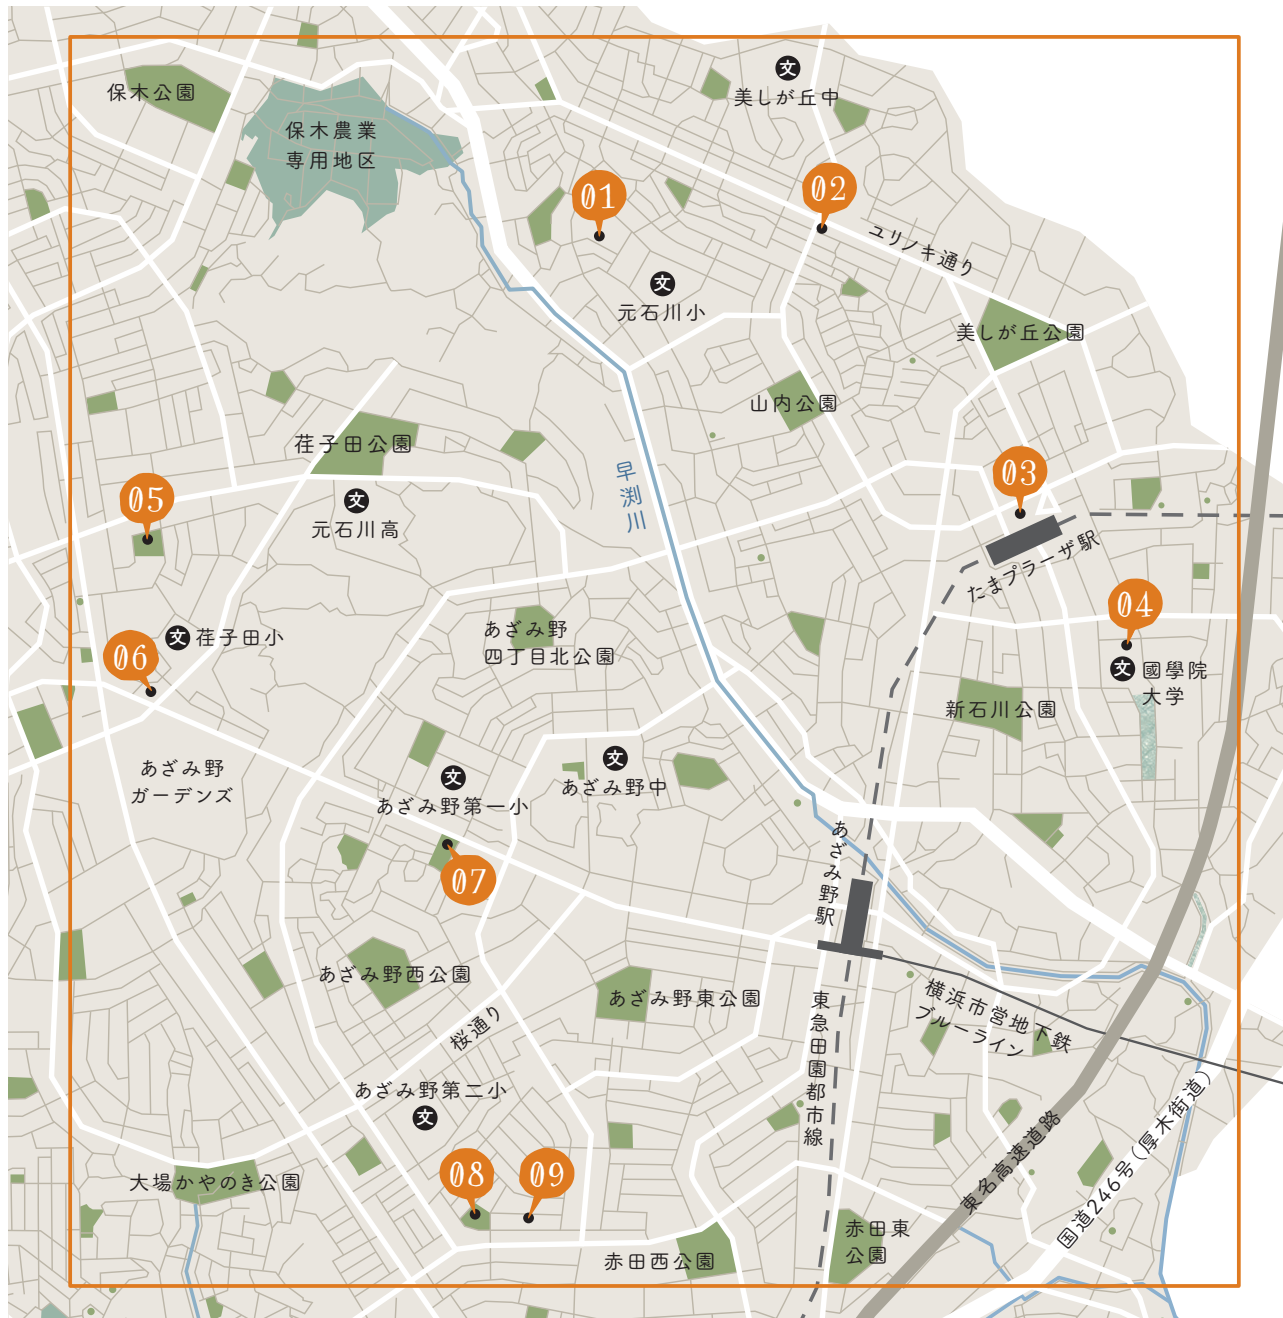 文
美しが丘中
保木公園
保木農業
専用地区
01
02
ユリノキ通り
文
元石川小
美しが丘公園
山内公園
荏子田公園
早渕川
03
05
文
元石川高
たまプラーザ駅
04
文
荏子田小
あざみ野
四丁目北公園
06
文
國學院
大学
新石川公園
あざみ野
ガーデンズ
文
あざみ野第一小
文
あざみ野中
あざみ野駅
07
あざみ野西公園
あざみ野東公園
桜通り
東急田園都市線
横浜市営地下鉄
ブルーライン
あざみ野第二小
文
東名高速道路
国道246号(厚木街道)
08
09
大場かやのき公園
赤田東
公園
赤田西公園